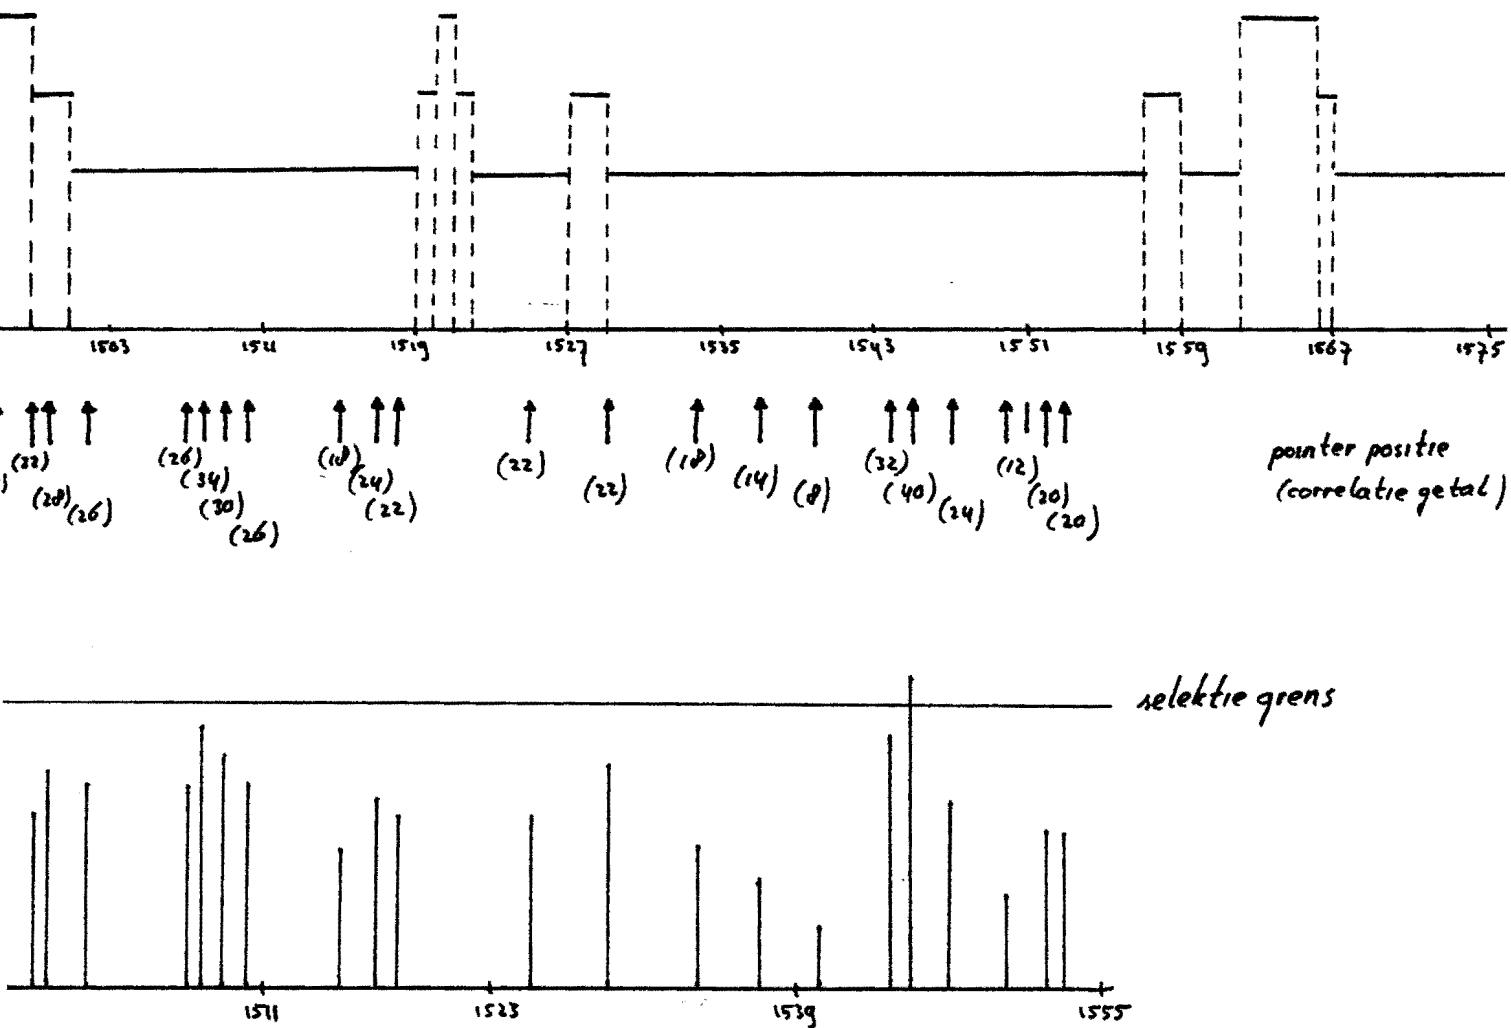 1503 1511 1519 1527 1535 1543 1551 1559 1567 1575
(22) (26) (18) (22) (18) (32) (12) pointer positie
(28) (26) (34) (24) (22) (14) (8) (40) (24) (20) (correlatie getal)
(30) (22) (20)
(26)
selektie grens
1511 1523 1539 1555